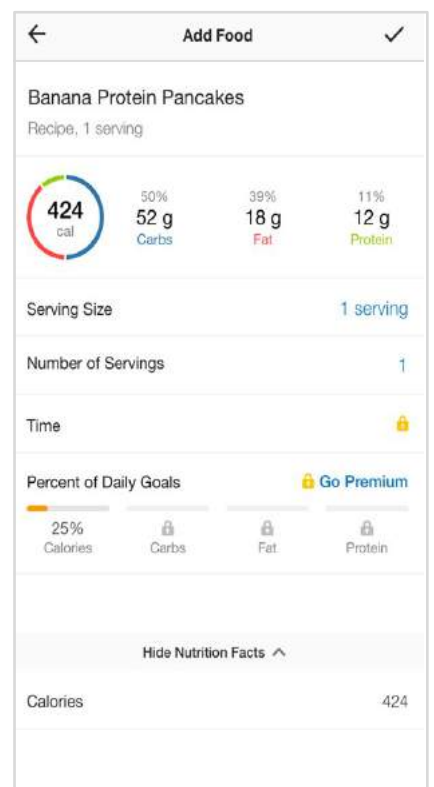 Add Food
Banana Protein Pancakes
Recipe, 1 serving
424
cal
50%
52 g
Carbs
39%
18 g
Fat
11%
12 g
Protein
Serving Size 1 serving
Number of Servings 1
Time
Percent of Daily Goals Go Premium
25%
Calories
Carbs
Fat
Protein
Hide Nutrition Facts
Calories 424